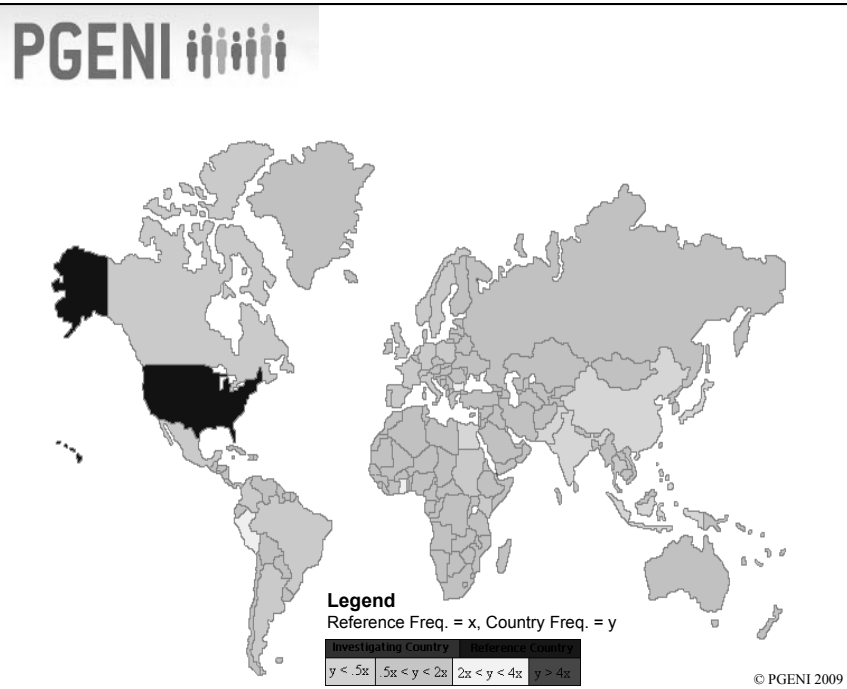 PGENI
Legend
Reference Freq. = x, Country Freq. = y
Investigating Country Reference Country
y < .5x .5x < y < 2x 2x < y < 4x y > 4x
© PGENI 2009